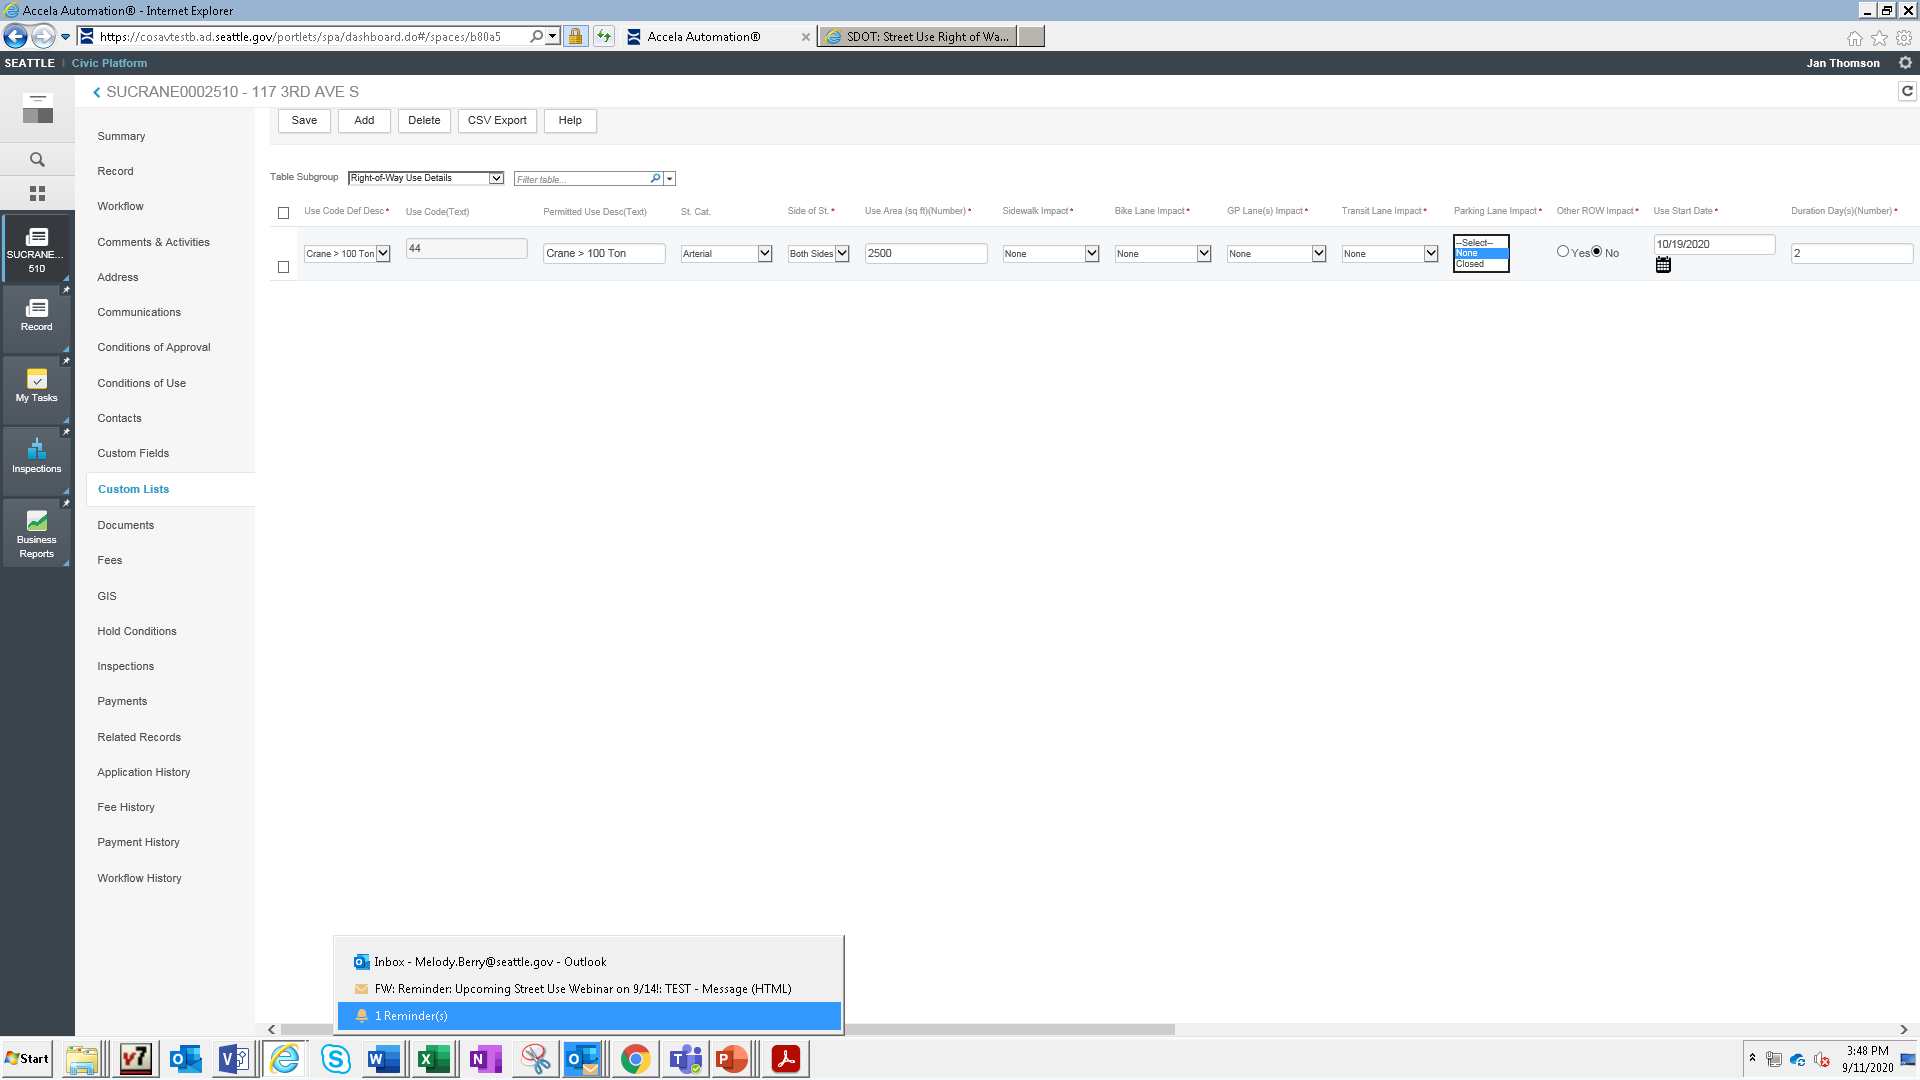 Accela Automation® - Internet Explorer
https://cosavtestb.ad.seattle.gov/portlets/spa/dashboard.do#/spaces/b80a5
Accela Automation®
SDOT: Street Use Right of Wa...
SEATTLE | Civic Platform
Jan Thomson
SUCRANE0002510 - 117 3RD AVE S
Save
Add
Delete
CSV Export
Help
Table Subgroup
Right-of-Way Use Details
Filter table...
Use Code Def Desc*
Use Code(Text)
Permitted Use Desc(Text)
St. Cat.
Side of St. *
Use Area (sq ft)(Number)*
Sidewalk Impact*
Bike Lane Impact*
GP Lane(s) Impact*
Transit Lane Impact*
Parking Lane Impact*
Other ROW Impact*
Use Start Date*
Duration Day(s)(Number)*
Crane > 100 Ton
44
Crane > 100 Ton
Arterial
Both Sides
2500
None
None
None
None
--Select--
None
Closed
Yes
No
10/19/2020
2
SUCRANE...
510
Record
My Tasks
Inspections
Business
Reports
Summary
Record
Workflow
Comments & Activities
Address
Communications
Conditions of Approval
Conditions of Use
Contacts
Custom Fields
Custom Lists
Documents
Fees
GIS
Hold Conditions
Inspections
Payments
Related Records
Application History
Fee History
Payment History
Workflow History
Inbox - Melody.Berry@seattle.gov - Outlook
FW: Reminder: Upcoming Street Use Webinar on 9/14!: TEST - Message (HTML)
1 Reminder(s)
Start
3:48 PM
9/11/2020